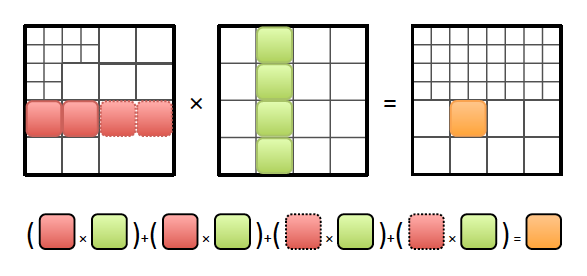 × =
( × )+( × )+( × )+( × ) =